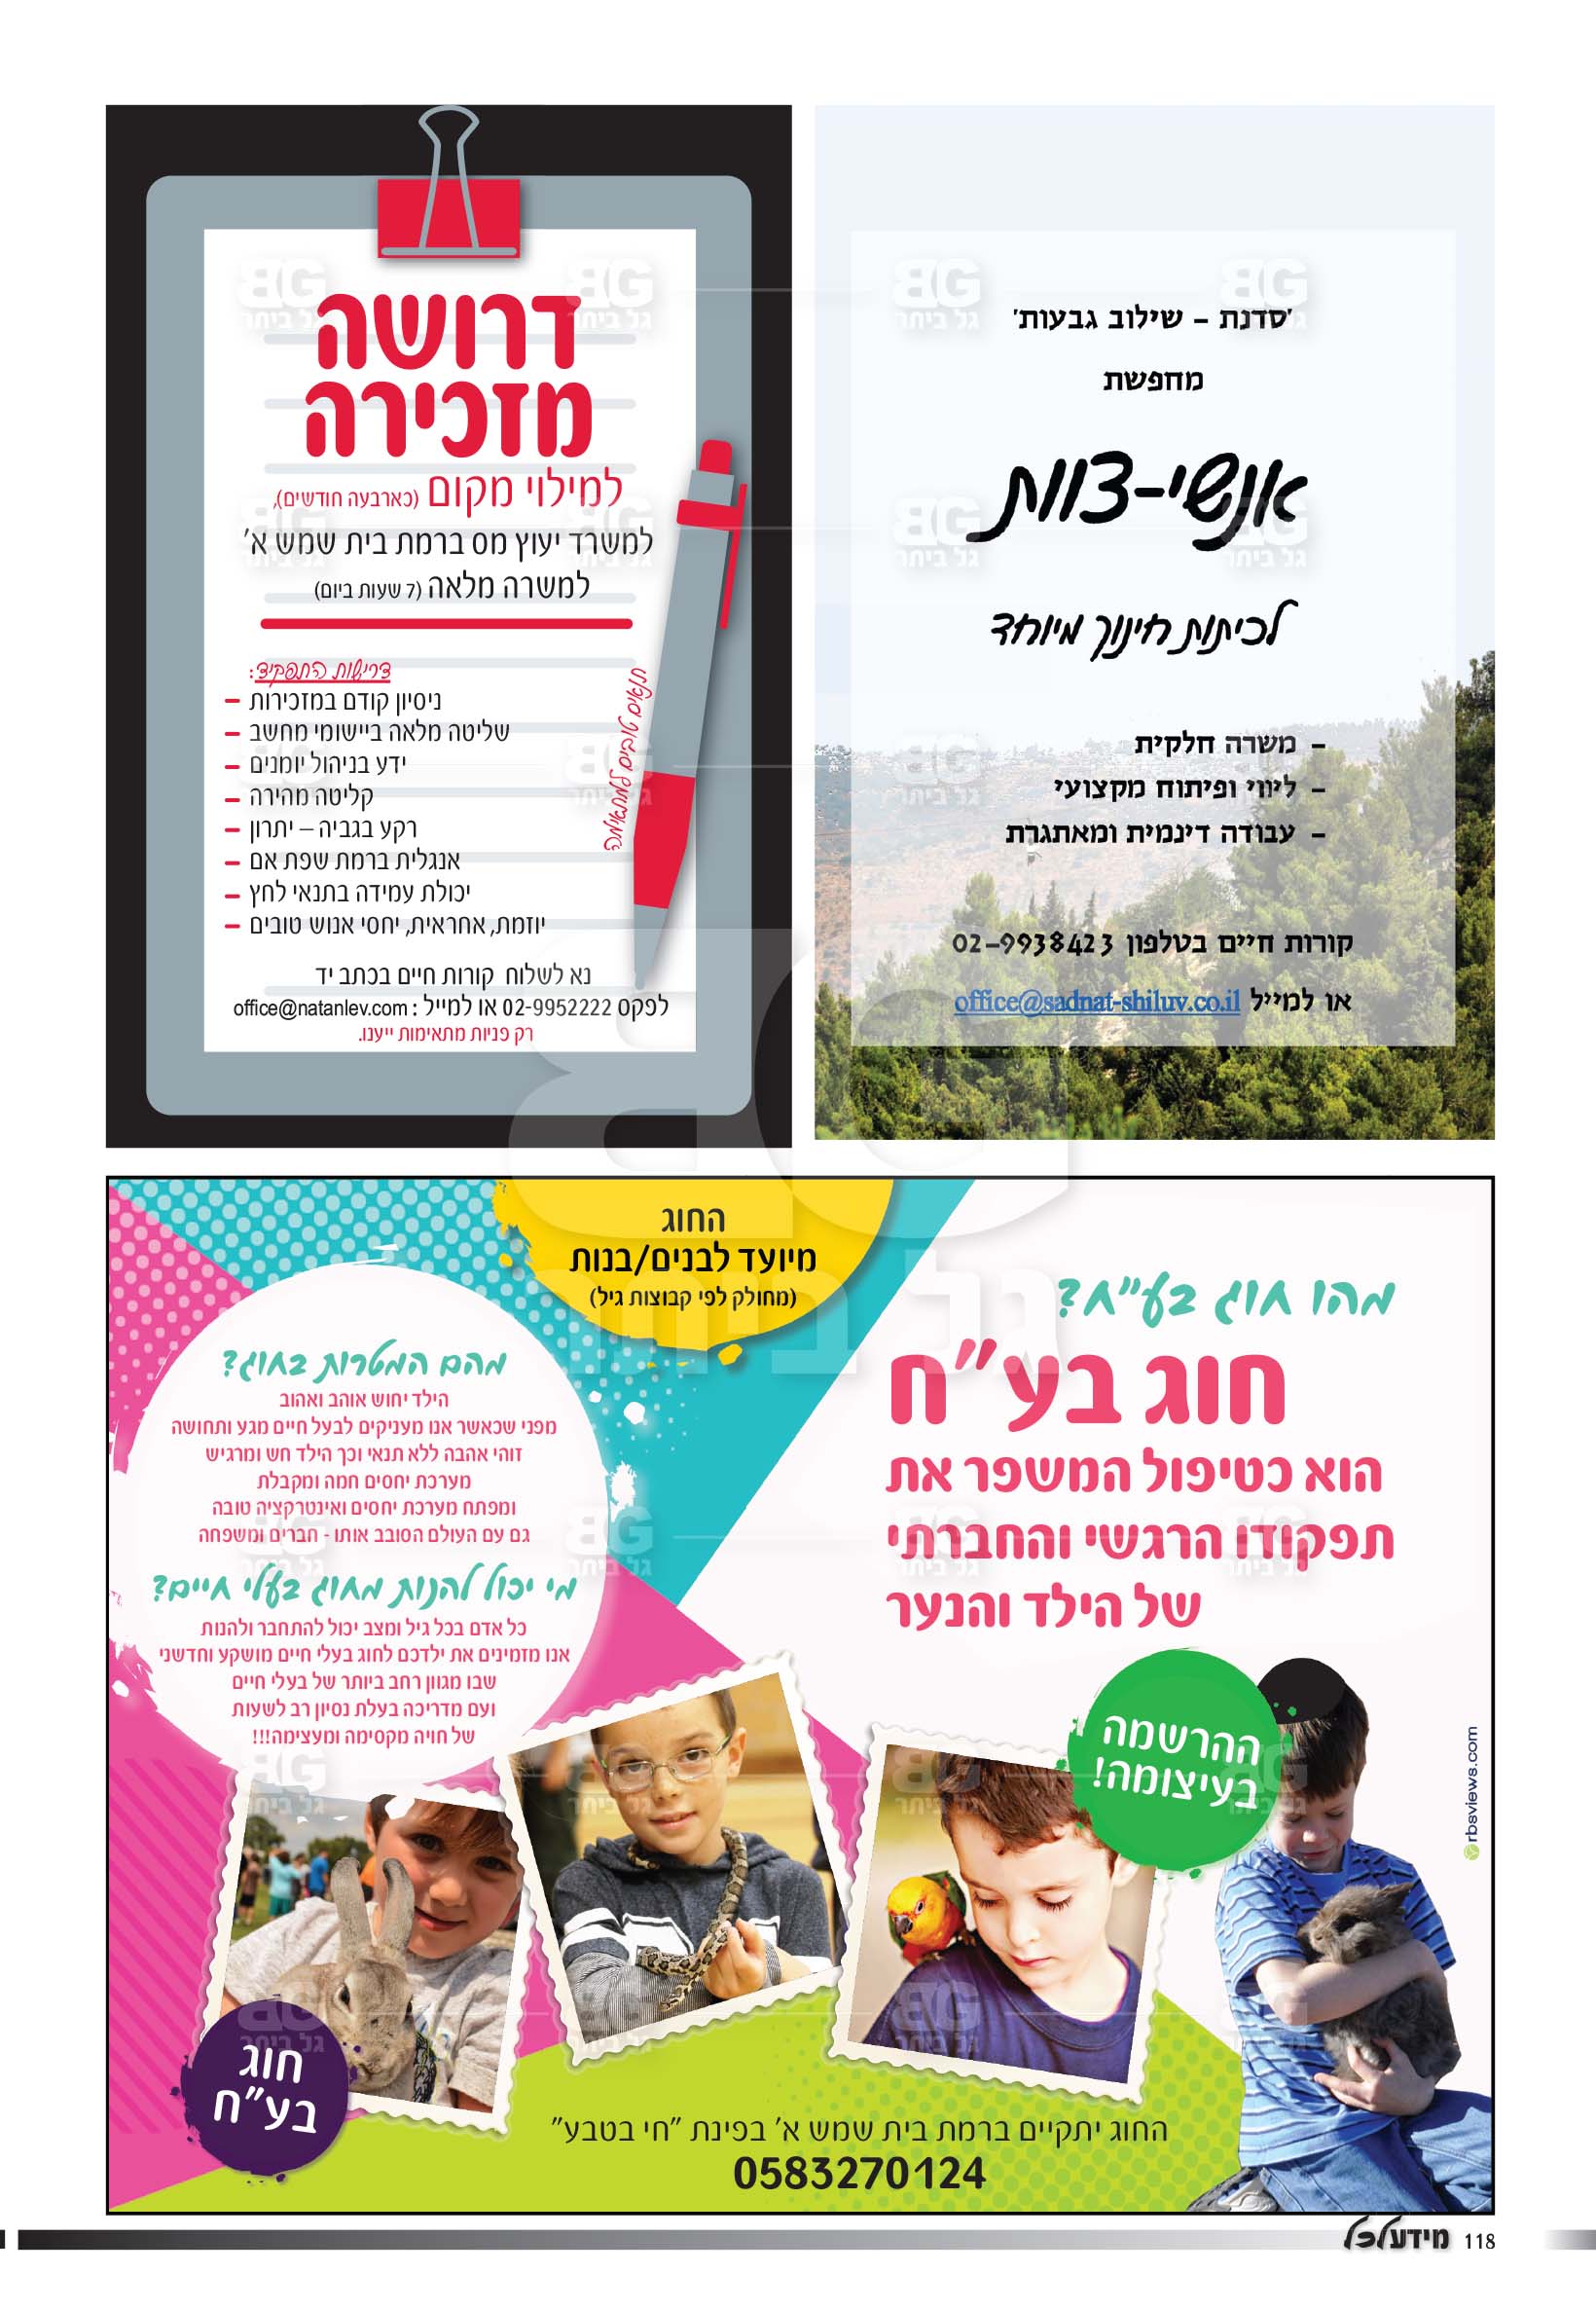 'סדנת - שילוב גבעות'
מחפשת
אנשי-צוות
לכיתות חינוך מיוחד
- משרה חלקית
- ליווי ופיתוח מקצועי
- עבודה דינמית ומאתגרת
קורות חיים בטלפון 02-9938423
או למייל office@sadnat-shiluv.co.il
דרושה
מזכירה
למילוי מקום (כארבעה חודשים),
למשרד יעוץ מס ברמת בית שמש א'
למשרה מלאה (7 שעות ביום)
דרישות התפקיד:
ניסיון קודם במזכירות –
שליטה מלאה ביישומי מחשב –
ידע בניהול יומנים –
קליטה מהירה –
רקע בגביה – יתרון –
אנגלית ברמת שפת אם –
יכולת עמידה בתנאי לחץ –
יוזמת, אחראית, יחסי אנוש טובים –
תנאים טובים למתאימה
נא לשלוח קורות חיים בכתב יד
לפקס 02-9952222 או למייל : office@natanlev.com
רק פניות מתאימות ייענו.
החוג
מיועד לבנים/בנות
(מחולק לפי קבוצות גיל)
מהו חוג בע"ח?
חוג בע"ח
הוא כטיפול המשפר את
תפקודו הרגשי והחברתי
של הילד והנער
ההרשמה
בעיצומה!
מהם המטרות בחוג?
הילד יחוש אוהב ואהוב
מפני שכאשר אנו מעניקים לבעל חיים מגע ותחושה
זוהי אהבה ללא תנאי וכך הילד חש ומרגיש
מערכת יחסים חמה ומקבלת
ומפתח מערכת יחסים ואינטרקציה טובה
גם עם העולם הסובב אותו - חברים ומשפחה
מי יכול להנות מחוג בעלי חיים?
כל אדם בכל גיל ומצב יכול להתחבר ולהנות
אנו מזמינים את ילדכם לחוג בעלי חיים מושקע וחדשני
שבו מגוון רחב ביותר של בעלי חיים
ועם מדריכה בעלת נסיון רב לשעות
של חויה מקסימה ומעצימה!!!
rbsviews.com
חוג
בע"ח
החוג יתקיים ברמת בית שמש א' בפינת "חי בטבע"
0583270124
118 מידע לכל
BG
גל ביתר